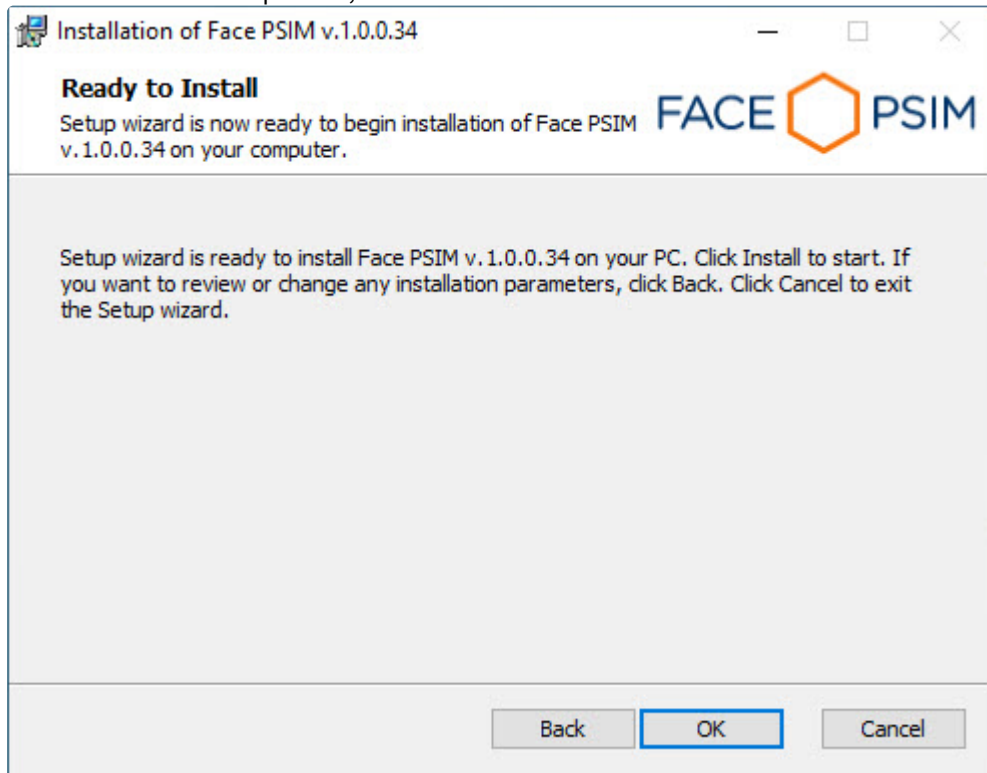 Installation of Face PSIM v.1.0.0.34
Ready to Install
Setup wizard is now ready to begin installation of Face PSIM
v.1.0.0.34 on your computer.
FACE PSIM
Setup wizard is ready to install Face PSIM v.1.0.0.34 on your PC. Click Install to start. If
you want to review or change any installation parameters, click Back. Click Cancel to exit
the Setup wizard.
Back
OK
Cancel